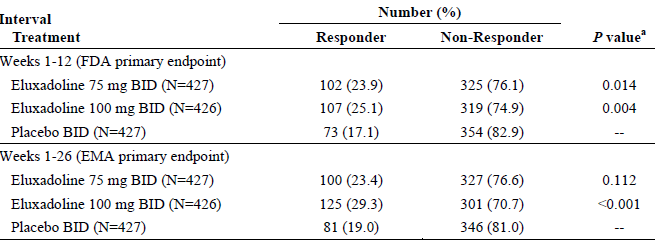 Number (%)
Interval
Treatment Responder Non-Responder P valueᵃ
Weeks 1-12 (FDA primary endpoint)
Eluxadoline 75 mg BID (N=427) 102 (23.9) 325 (76.1) 0.014
Eluxadoline 100 mg BID (N=426) 107 (25.1) 319 (74.9) 0.004
Placebo BID (N=427) 73 (17.1) 354 (82.9) --
Weeks 1-26 (EMA primary endpoint)
Eluxadoline 75 mg BID (N=427) 100 (23.4) 327 (76.6) 0.112
Eluxadoline 100 mg BID (N=426) 125 (29.3) 301 (70.7) <0.001
Placebo BID (N=427) 81 (19.0) 346 (81.0) --